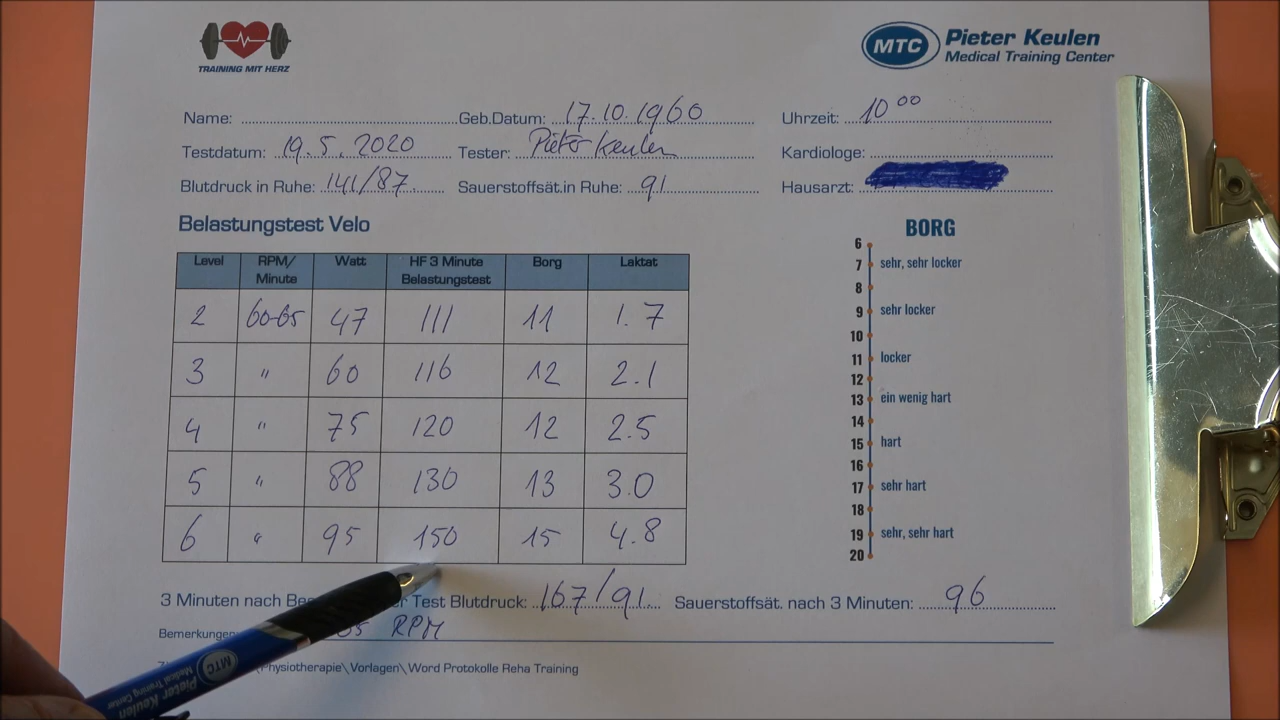 TRAINING MIT HERZ
MTC Pieter Keulen
Medical Training Center
Name: Geb.Datum: 17.10.1960 Uhrzeit: 10 00
Testdatum: 19.5.2020 Tester: Pieter Keulen Kardiologe:
Blutdruck in Ruhe: 141/87. Sauerstoffsät.in Ruhe: 91 Hausarzt:
Belastungstest Velo
Level RPM/ Minute Watt HF 3 Minute Belastungstest Borg Laktat
2 60-65 47 111 11 1.7
3 " 60 116 12 2.1
4 " 75 120 12 2.5
5 " 88 130 13 3.0
6 " 95 150 15 4.8
BORG
6
7 sehr, sehr locker
8
9 sehr locker
10
11 locker
12
13 ein wenig hart
14
15 hart
16
17 sehr hart
18
19 sehr, sehr hart
20
3 Minuten nach Test Blutdruck: 167/91 Sauerstoffsät. nach 3 Minuten: 96
RPM
\Physiotherapie\Vorlagen\Word Protokolle Reha Training
MTC Pieter Keulen
Medical Training Center